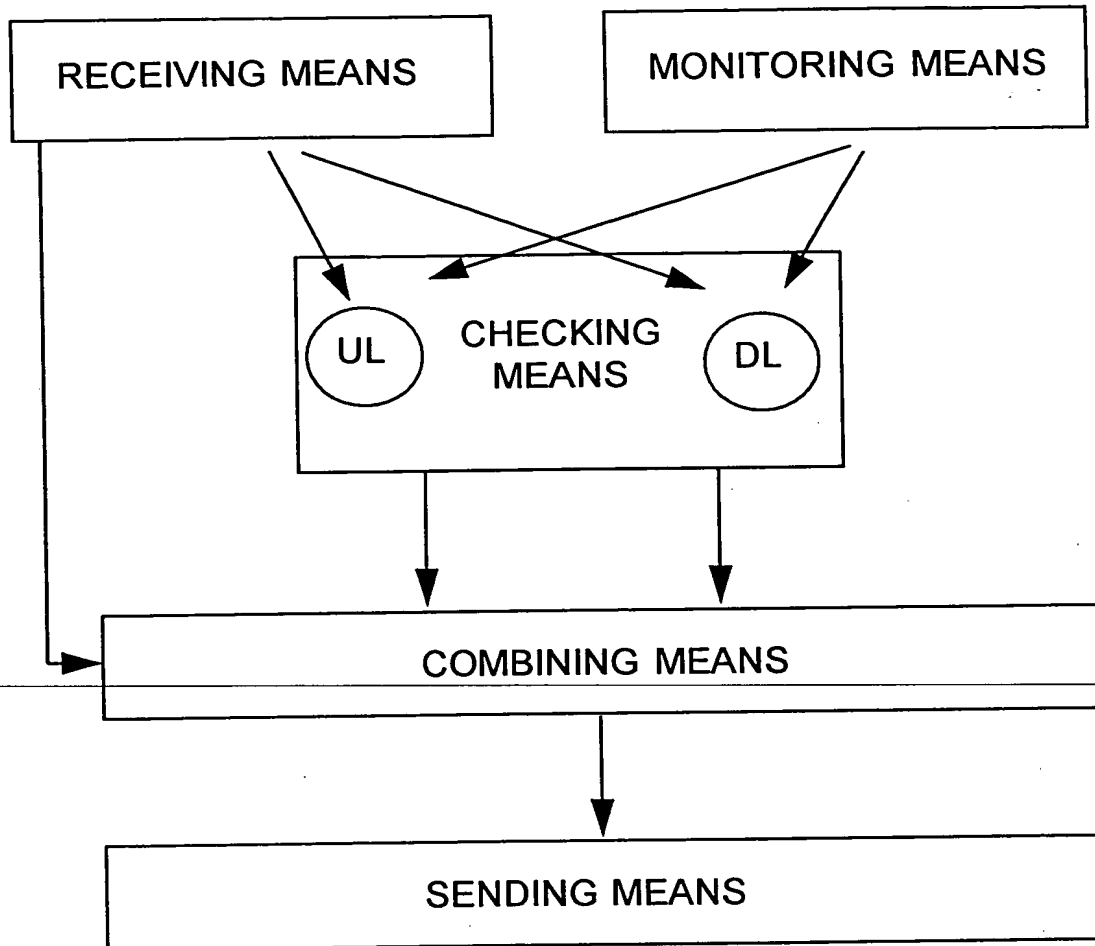 RECEIVING MEANS
MONITORING MEANS
UL
CHECKING
MEANS
DL
COMBINING MEANS
SENDING MEANS